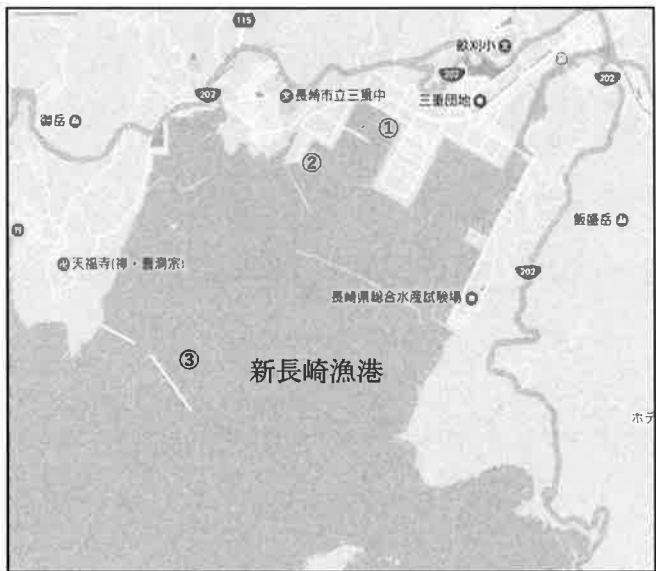 115
畝刈小
202
202
202
長崎市立三重中
三重団地
御岳
①
②
飯盛岳
天福寺(禅・曹洞宗)
202
長崎県総合水産試験場
③
新長崎漁港
ホテ